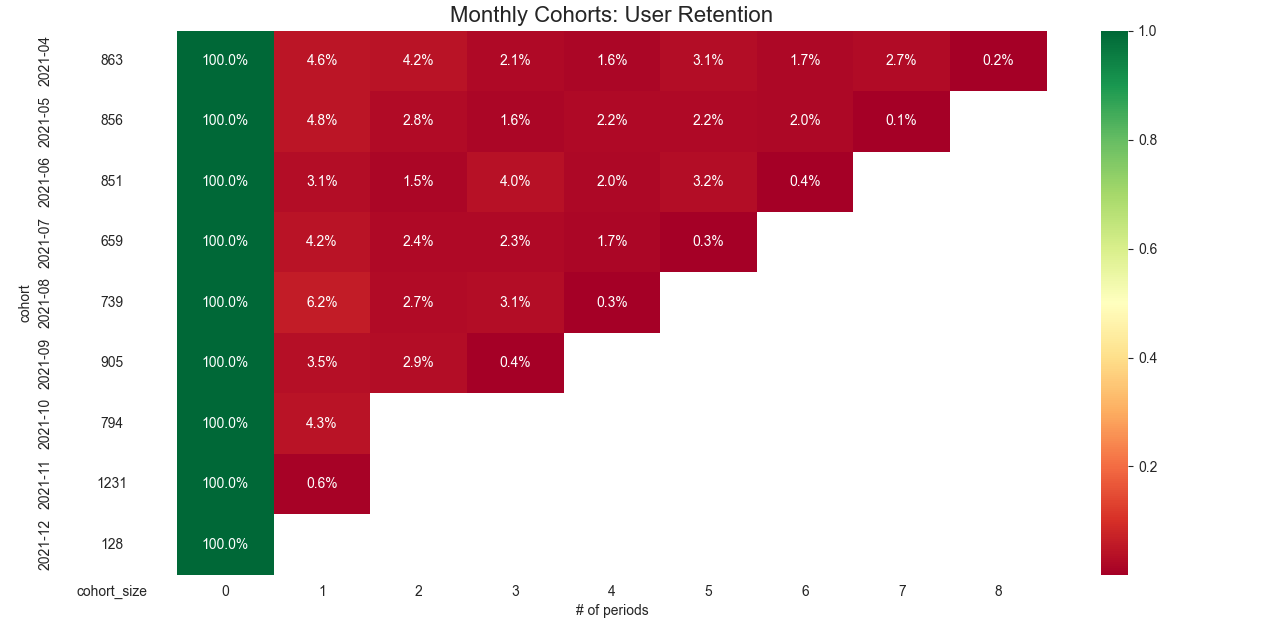 Monthly Cohorts: User Retention
cohort
2021-04 863 100.0% 4.6% 4.2% 2.1% 1.6% 3.1% 1.7% 2.7% 0.2%
2021-05 856 100.0% 4.8% 2.8% 1.6% 2.2% 2.2% 2.0% 0.1%
2021-06 851 100.0% 3.1% 1.5% 4.0% 2.0% 3.2% 0.4%
2021-07 659 100.0% 4.2% 2.4% 2.3% 1.7% 0.3%
2021-08 739 100.0% 6.2% 2.7% 3.1% 0.3%
2021-09 905 100.0% 3.5% 2.9% 0.4%
2021-10 794 100.0% 4.3%
2021-11 1231 100.0% 0.6%
2021-12 128 100.0%
cohort_size 0 1 2 3 4 5 6 7 8
# of periods
1.0
0.8
0.6
0.4
0.2